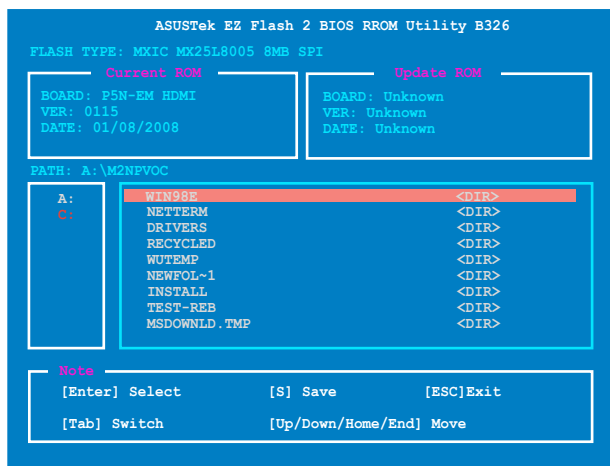 ASUSTek EZ Flash 2 BIOS RROM Utility B326
FLASH TYPE: MXIC MX25L8005 8MB SPI
Current ROM
BOARD: P5N-EM HDMI
VER: 0115
DATE: 01/08/2008
Update ROM
BOARD: Unknown
VER: Unknown
DATE: Unknown
PATH: A:\M2NPVOC
A:
C:
WIN98E <DIR>
NETTERM <DIR>
DRIVERS <DIR>
RECYCLED <DIR>
WUTEMP <DIR>
NEWFOL~1 <DIR>
INSTALL <DIR>
TEST-REB <DIR>
MSDOWNLD.TMP <DIR>
Note
[Enter] Select [S] Save [ESC]Exit
[Tab] Switch [Up/Down/Home/End] Move